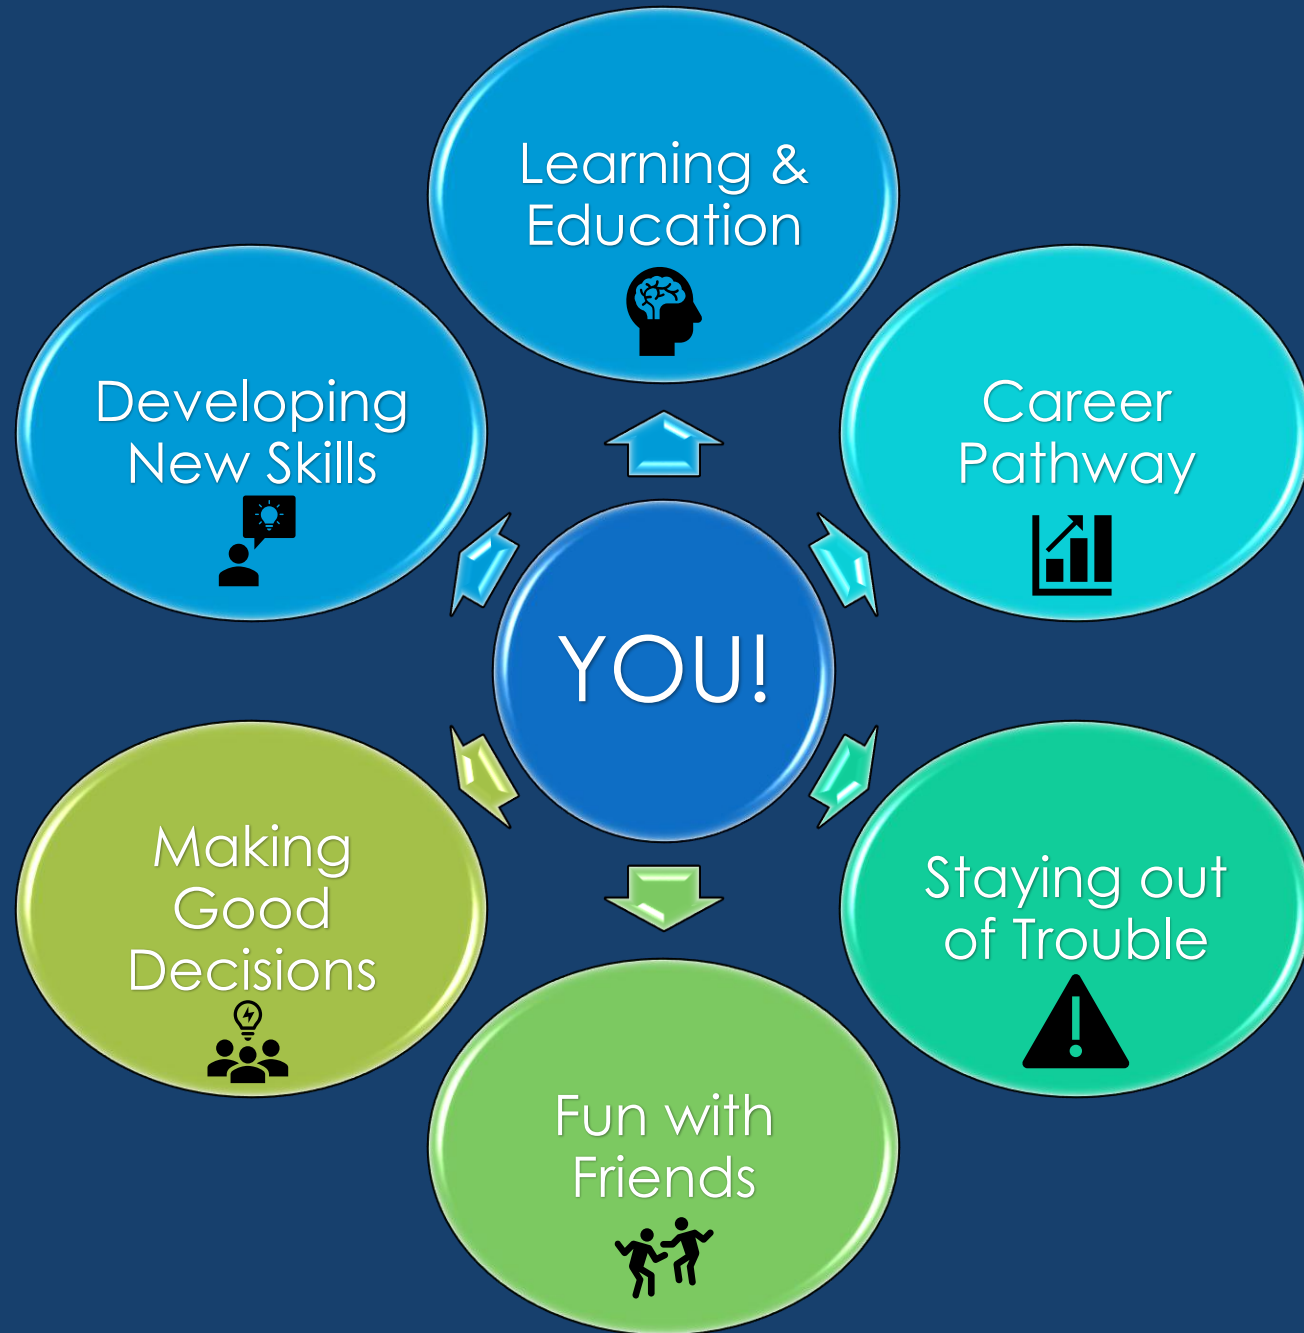 Learning &
Education
Career
Pathway
Staying out
of Trouble
Fun with
Friends
Making
Good
Decisions
Developing
New Skills
YOU!